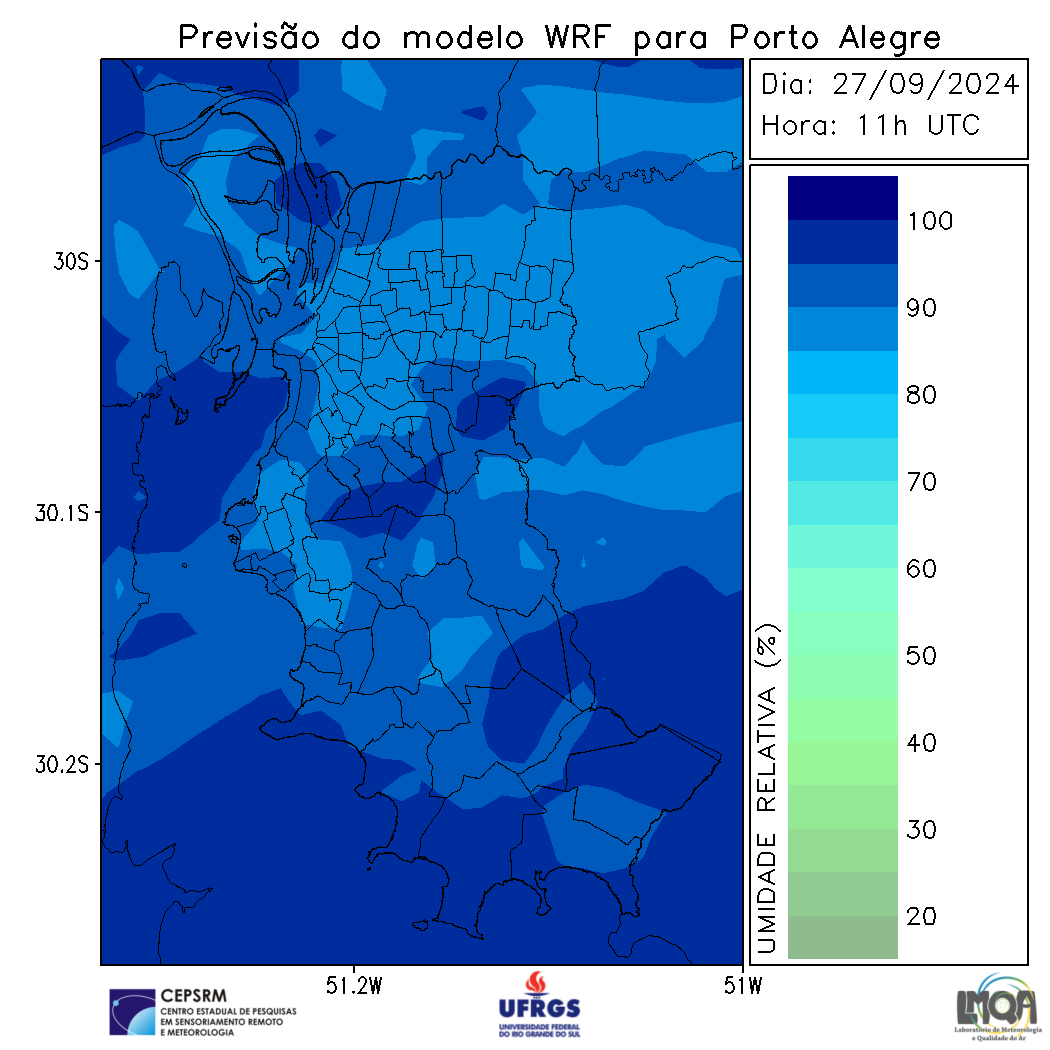 Previsão do modelo WRF para Porto Alegre
Dia: 27/09/2024
Hora: 11h UTC
30S
30.1S
30.2S
51.2W
51W
UMIDADE RELATIVA (%)
100
90
80
70
60
50
40
30
20
CEPSRM
CENTRO ESTADUAL DE PESQUISAS
EM SENSORIAMENTO REMOTO
E METEOROLOGIA
UFRGS
UNIVERSIDADE FEDERAL
DO RIO GRANDE DO SUL
LMQA
Laboratório de Meteorologia
e Qualidade do Ar